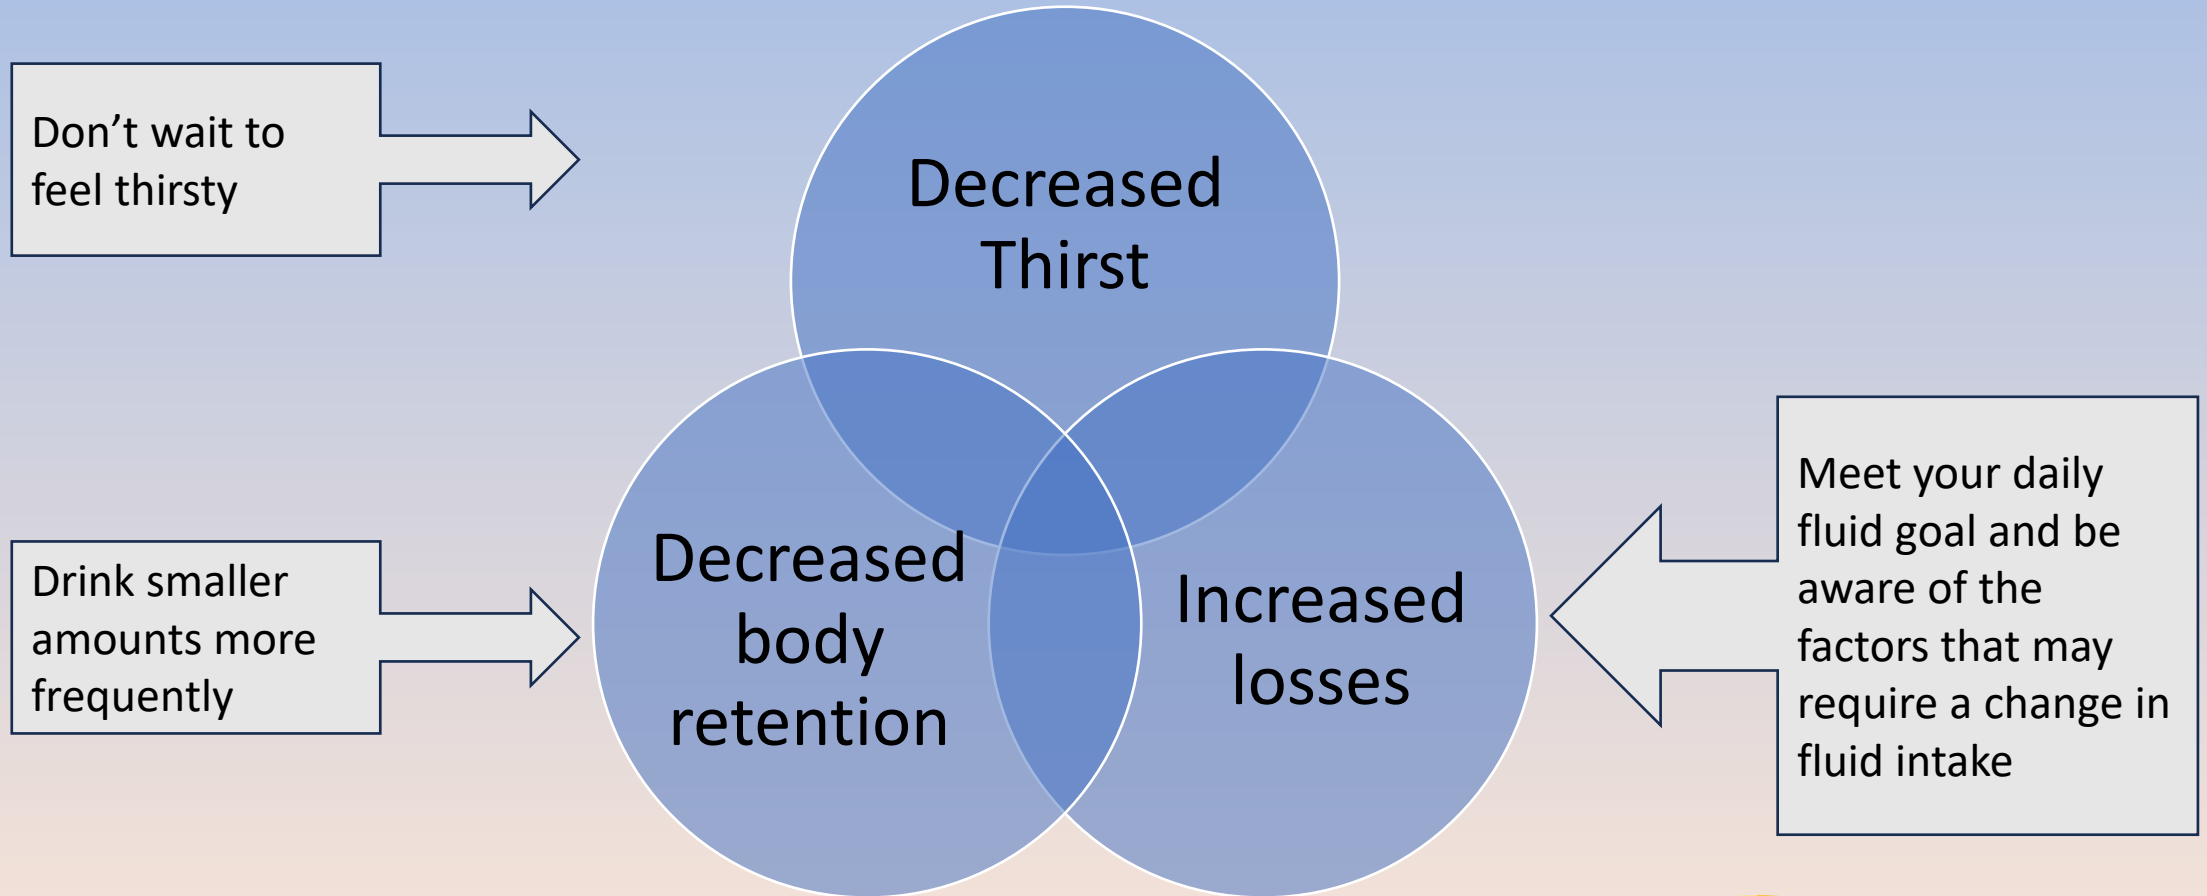 Don’t wait to
feel thirsty
Decreased
Thirst
Drink smaller
amounts more
frequently
Decreased
body
retention
Increased
losses
Meet your daily
fluid goal and be
aware of the
factors that may
require a change in
fluid intake